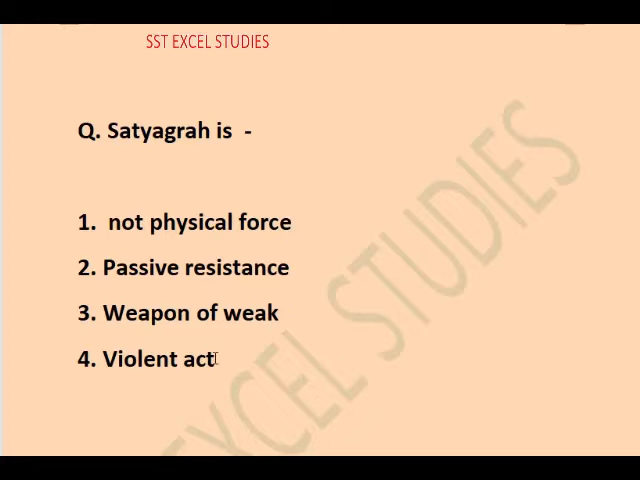 SST EXCEL STUDIES
Q. Satyagrah is -
1. not physical force
2. Passive resistance
3. Weapon of weak
4. Violent act
EXCEL STUDIES